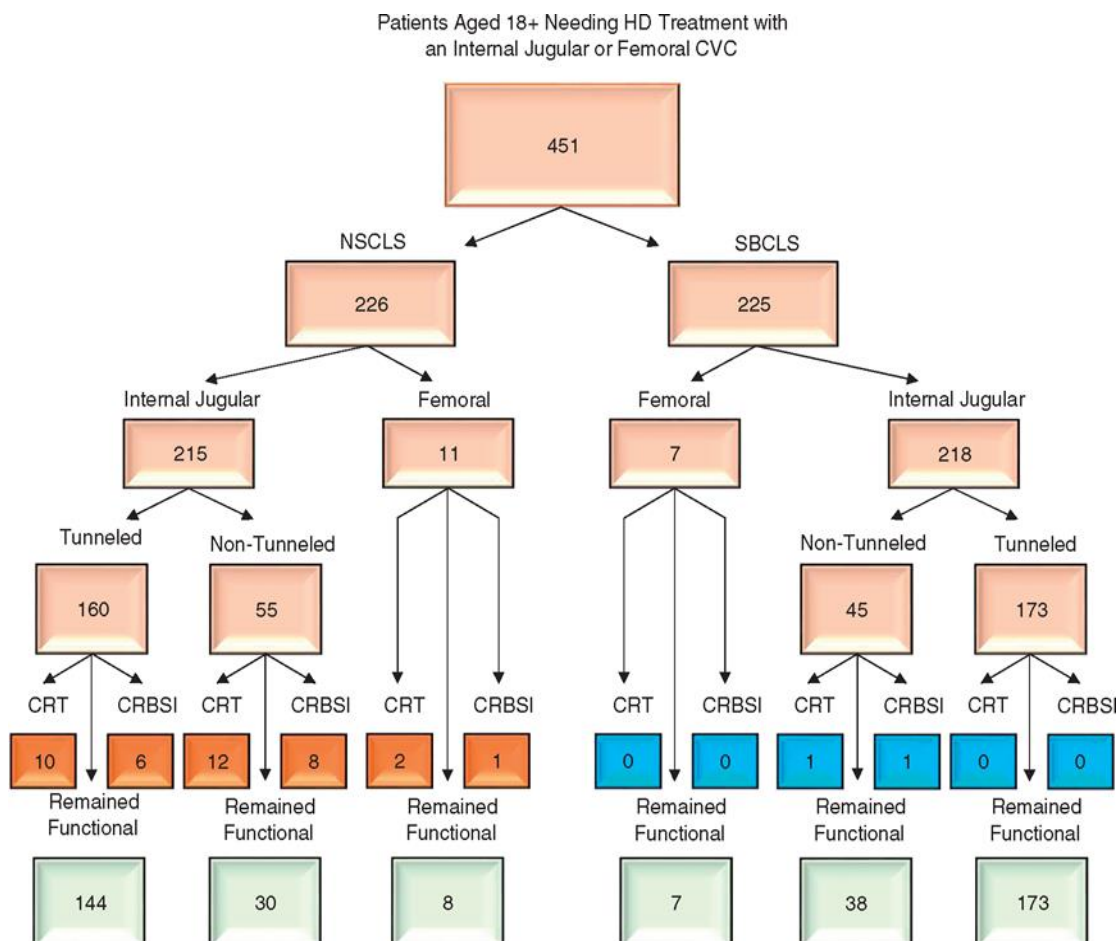 Patients Aged 18+ Needing HD Treatment with
an Internal Jugular or Femoral CVC
451
NSCLS
SBCLS
226
225
Internal Jugular
Femoral
Femoral
Internal Jugular
215
11
7
218
Tunneled
Non-Tunneled
Non-Tunneled
Tunneled
160
55
45
173
CRT
CRBSI
CRT
CRBSI
CRT
CRBSI
CRT
CRBSI
CRT
CRBSI
CRT
CRBSI
10
6
12
8
2
1
0
0
1
1
0
0
Remained
Functional
Remained
Functional
Remained
Functional
Remained
Functional
Remained
Functional
Remained
Functional
144
30
8
7
38
173